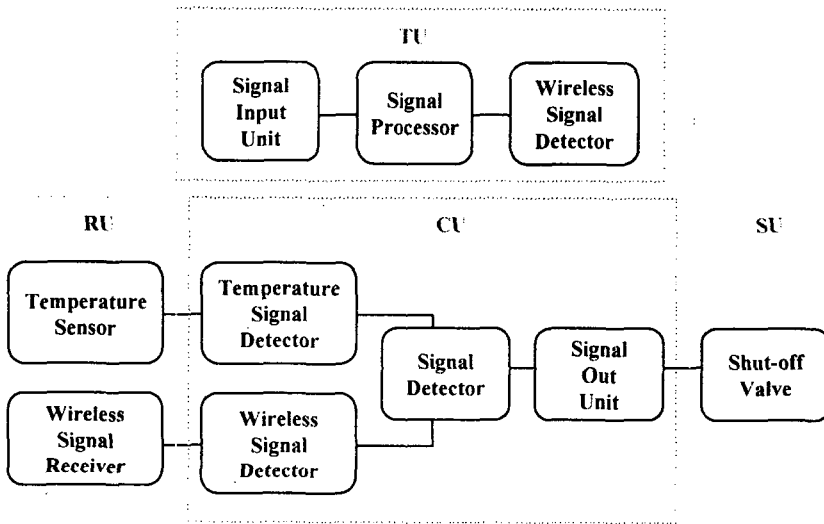 TU
Signal
Input
Unit
Signal
Processor
Wireless
Signal
Detector
RU
CU
SU
Temperature
Sensor
Temperature
Signal
Detector
Signal
Detector
Signal
Out
Unit
Shut-off
Valve
Wireless
Signal
Receiver
Wireless
Signal
Detector